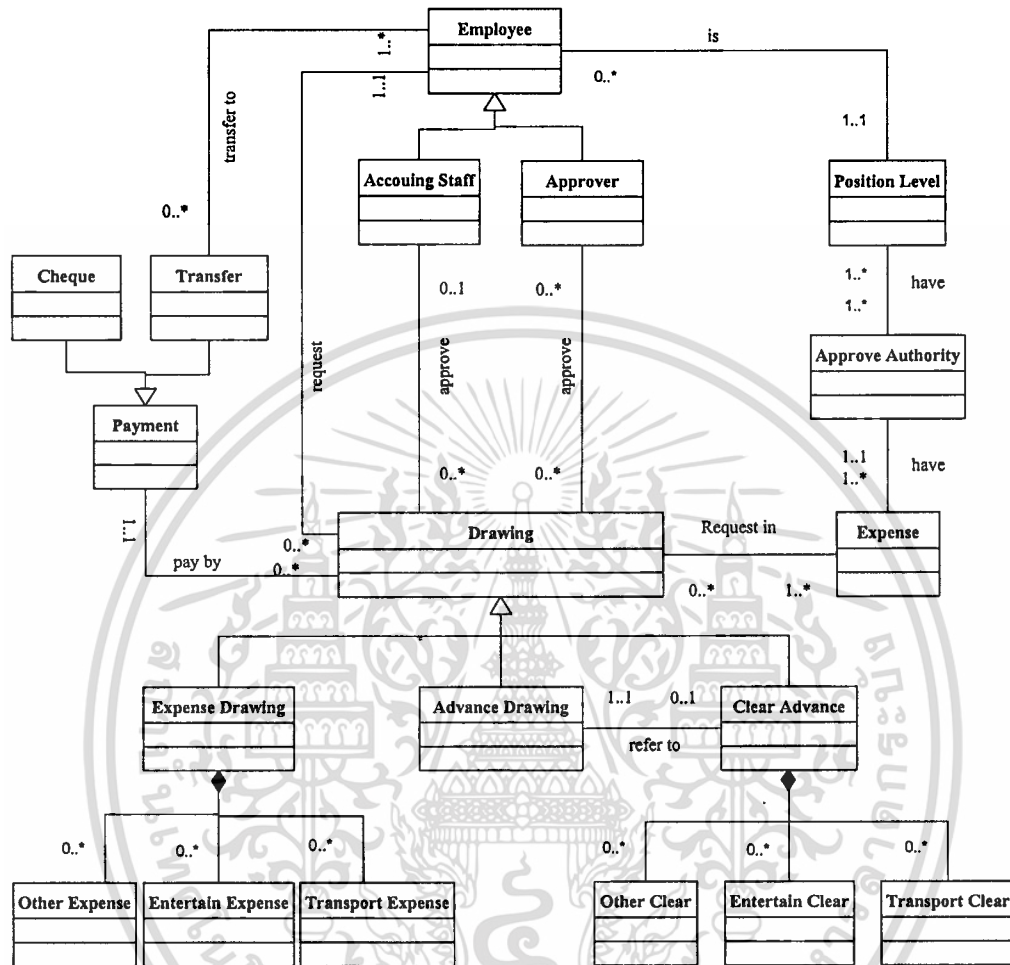 Employee
is
1..*
1..1
0..*
1..1
transfer to
Accouing Staff
Approver
Position Level
0..*
Cheque
Transfer
0..1
0..*
1..*
have
1..*
request
approve
approve
Approve Authority
Payment
0..*
0..*
1..1
have
1..*
1..1
Drawing
Request in
Expense
pay by
0..*
0..*
0..*
1..*
Expense Drawing
Advance Drawing
1..1
0..1
Clear Advance
refer to
0..*
0..*
0..*
0..*
0..*
0..*
Other Expense
Entertain Expense
Transport Expense
Other Clear
Entertain Clear
Transport Clear